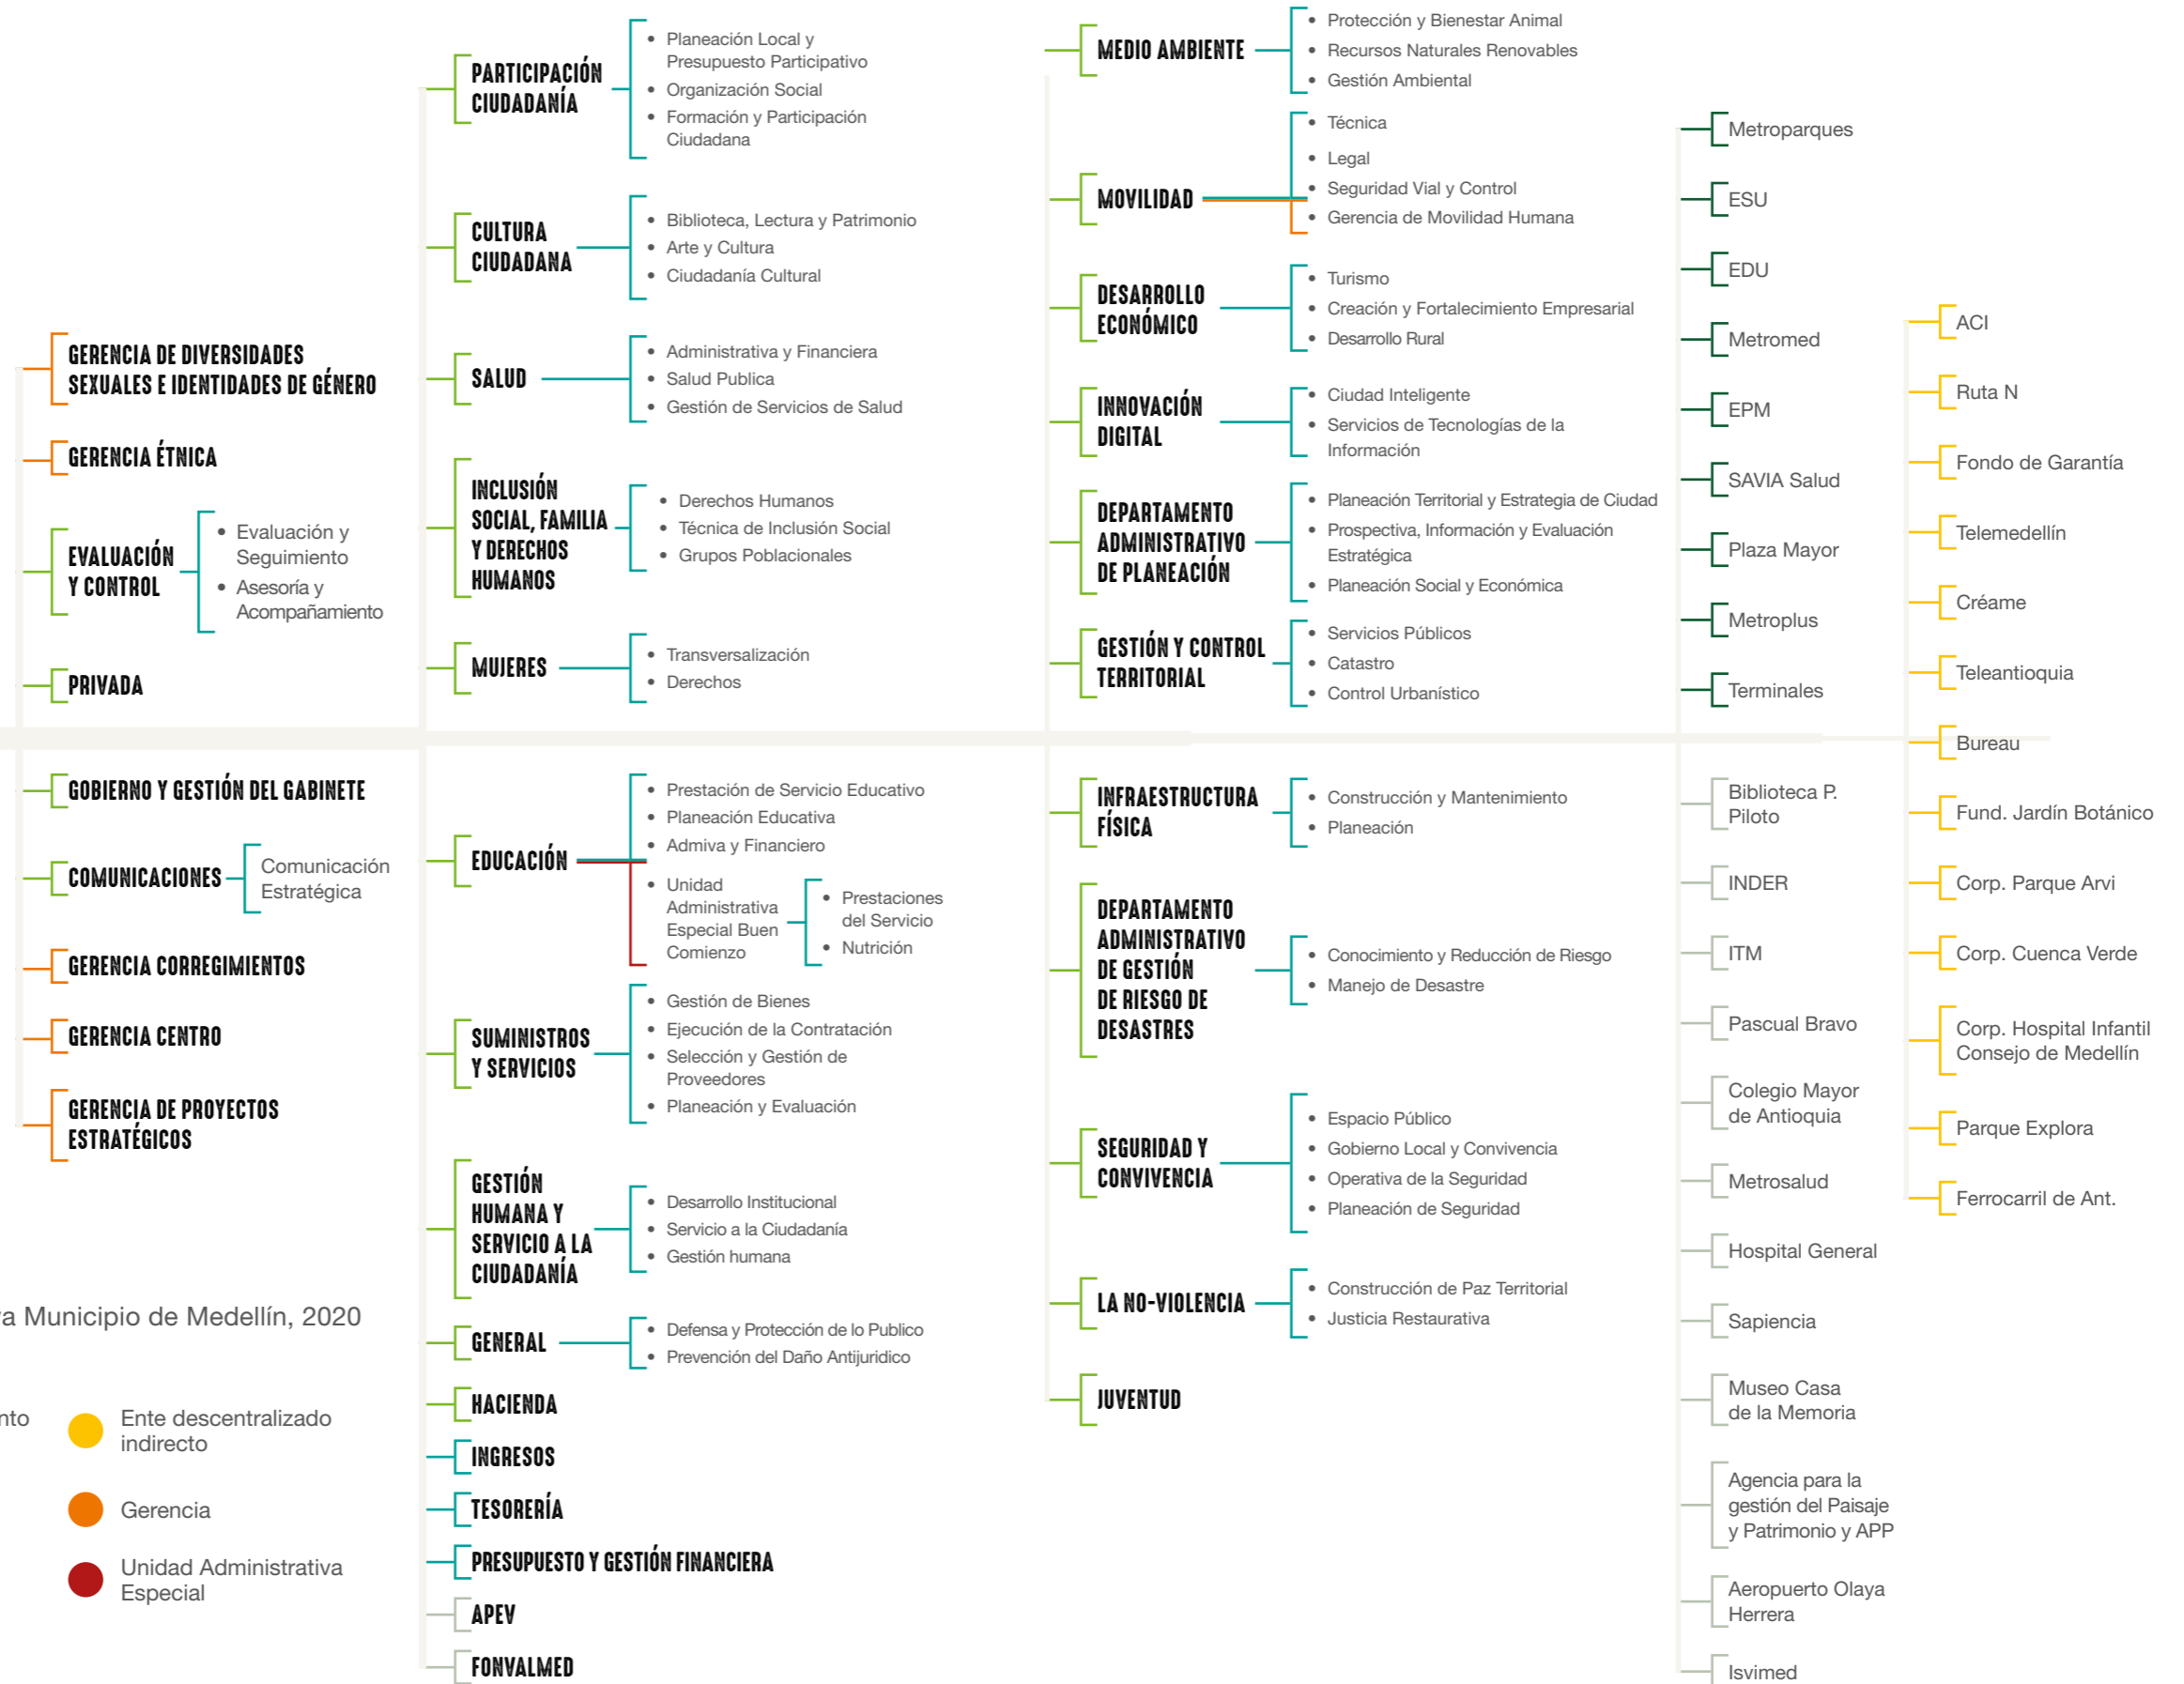 GERENCIA DE DIVERSIDADES
SEXUALES E IDENTIDADES DE GÉNERO
GERENCIA ÉTNICA
EVALUACIÓN
Y CONTROL
• Evaluación y
Seguimiento
• Asesoría y
Acompañamiento
PRIVADA
GOBIERNO Y GESTIÓN DEL GABINETE
COMUNICACIONES
Comunicación
Estratégica
GERENCIA CORREGIMIENTOS
GERENCIA CENTRO
GERENCIA DE PROYECTOS
ESTRATÉGICOS
PARTICIPACIÓN
CIUDADANÍA
• Planeación Local y
Presupuesto Participativo
• Organización Social
• Formación y Participación
Ciudadana
CULTURA
CIUDADANA
• Biblioteca, Lectura y Patrimonio
• Arte y Cultura
• Ciudadanía Cultural
SALUD
• Administrativa y Financiera
• Salud Publica
• Gestión de Servicios de Salud
INCLUSIÓN
SOCIAL, FAMILIA
Y DERECHOS
HUMANOS
• Derechos Humanos
• Técnica de Inclusión Social
• Grupos Poblacionales
MUJERES
• Transversalización
• Derechos
EDUCACIÓN
• Prestación de Servicio Educativo
• Planeación Educativa
• Admiva y Financiero
• Unidad
Administrativa
Especial Buen
Comienzo
• Prestaciones
del Servicio
• Nutrición
SUMINISTROS
Y SERVICIOS
• Gestión de Bienes
• Ejecución de la Contratación
• Selección y Gestión de
Proveedores
• Planeación y Evaluación
GESTIÓN
HUMANA Y
SERVICIO A LA
CIUDADANÍA
• Desarrollo Institucional
• Servicio a la Ciudadanía
• Gestión humana
GENERAL
• Defensa y Protección de lo Publico
• Prevención del Daño Antijuridico
HACIENDA
INGRESOS
TESORERÍA
PRESUPUESTO Y GESTIÓN FINANCIERA
APEV
FONVALMED
MEDIO AMBIENTE
• Protección y Bienestar Animal
• Recursos Naturales Renovables
• Gestión Ambiental
MOVILIDAD
• Técnica
• Legal
• Seguridad Vial y Control
• Gerencia de Movilidad Humana
DESARROLLO
ECONÓMICO
• Turismo
• Creación y Fortalecimiento Empresarial
• Desarrollo Rural
INNOVACIÓN
DIGITAL
• Ciudad Inteligente
• Servicios de Tecnologías de la
Información
DEPARTAMENTO
ADMINISTRATIVO
DE PLANEACIÓN
• Planeación Territorial y Estrategia de Ciudad
• Prospectiva, Información y Evaluación
Estratégica
• Planeación Social y Económica
GESTIÓN Y CONTROL
TERRITORIAL
• Servicios Públicos
• Catastro
• Control Urbanístico
INFRAESTRUCTURA
FÍSICA
• Construcción y Mantenimiento
• Planeación
DEPARTAMENTO
ADMINISTRATIVO
DE GESTIÓN
DE RIESGO DE
DESASTRES
• Conocimiento y Reducción de Riesgo
• Manejo de Desastre
SEGURIDAD Y
CONVIVENCIA
• Espacio Público
• Gobierno Local y Convivencia
• Operativa de la Seguridad
• Planeación de Seguridad
LA NO-VIOLENCIA
• Construcción de Paz Territorial
• Justicia Restaurativa
JUVENTUD
Metroparques
ESU
EDU
Metromed
EPM
SAVIA Salud
Plaza Mayor
Metroplus
Terminales
Biblioteca P.
Piloto
INDER
ITM
Pascual Bravo
Colegio Mayor
de Antioquia
Metrosalud
Hospital General
Sapiencia
Museo Casa
de la Memoria
Agencia para la
gestión del Paisaje
y Patrimonio y APP
Aeropuerto Olaya
Herrera
Isvimed
ACI
Ruta N
Fondo de Garantía
Telemedellín
Créame
Teleantioquia
Bureau
Fund. Jardín Botánico
Corp. Parque Arvi
Corp. Cuenca Verde
Corp. Hospital Infantil
Consejo de Medellín
Parque Explora
Ferrocarril de Ant.
va Municipio de Medellín, 2020
nto
Ente descentralizado
indirecto
Gerencia
Unidad Administrativa
Especial